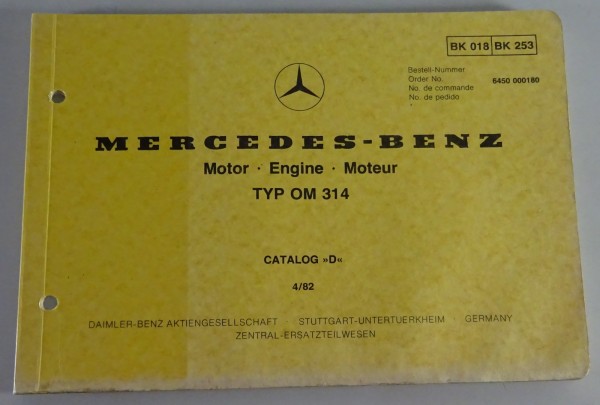 BK 018 BK 253
Bestell-Nummer
Order No. 6450 000180
No. de commande
No. de pedido
MERCEDES-BENZ
Motor · Engine · Moteur
TYP OM 314
CATALOG »D«
4/82
DAIMLER-BENZ AKTIENGESELLSCHAFT · STUTTGART-UNTERTUERKHEIM · GERMANY
ZENTRAL-ERSATZTEILWESEN